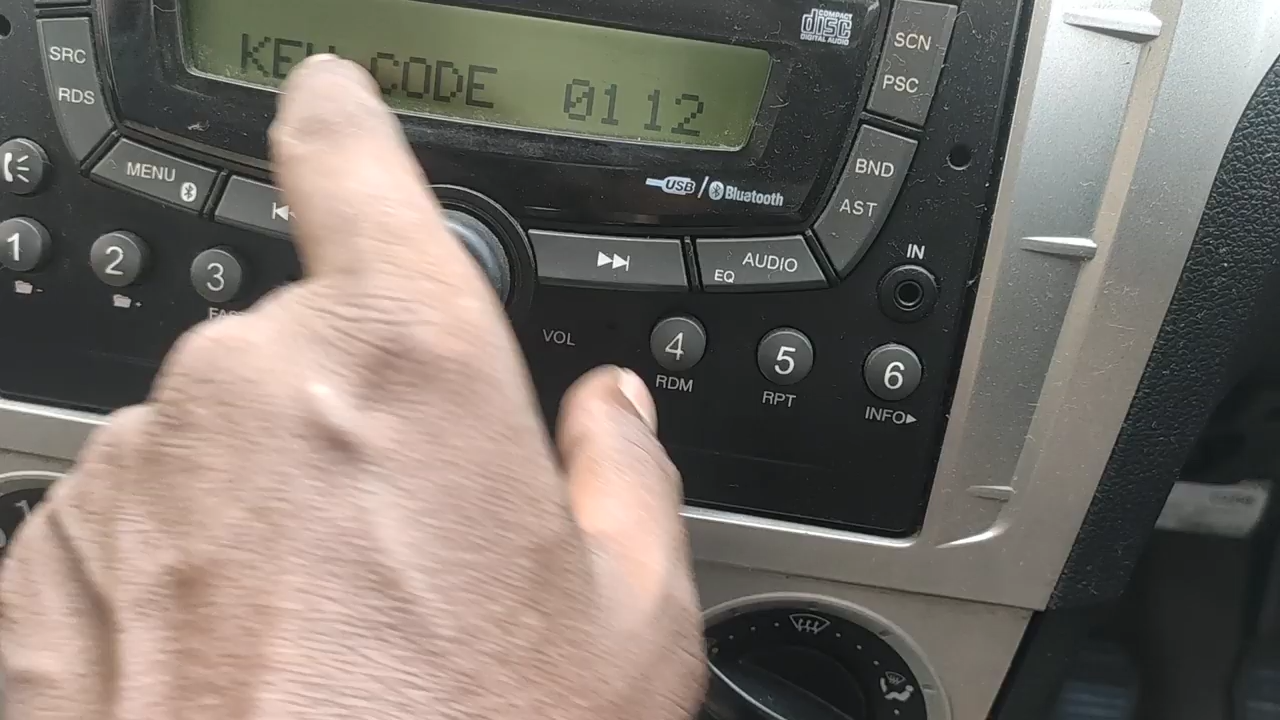 KEY CODE 0112
COMPACT
disc
DIGITAL AUDIO
SRC
RDS
SCN
PSC
MENU
USB / Bluetooth
BND
AST
EQ AUDIO
IN
1
2
3
VOL
4
5
6
RDM
RPT
INFO